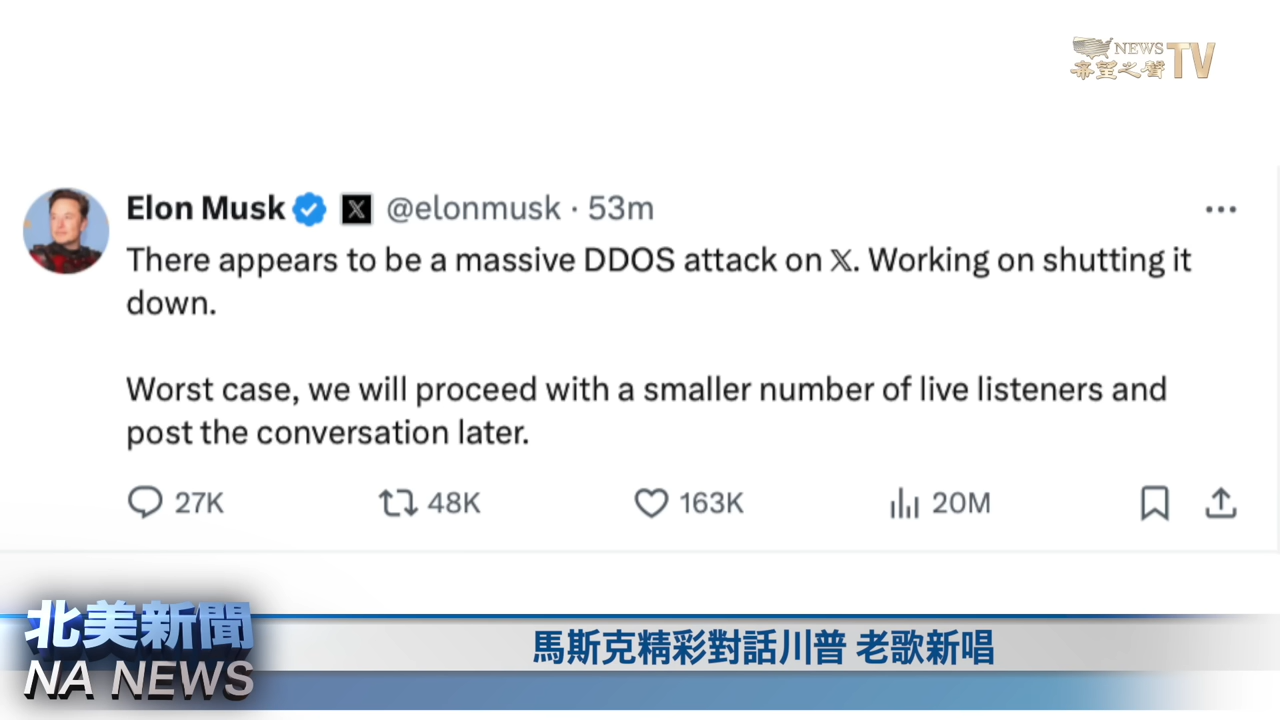 NEWS
希望之聲TV
Elon Musk @elonmusk · 53m
There appears to be a massive DDOS attack on 𝕏. Working on shutting it
down.
Worst case, we will proceed with a smaller number of live listeners and
post the conversation later.
27K 48K 163K 20M
北美新聞
NA NEWS
馬斯克精彩對話川普 老歌新唱